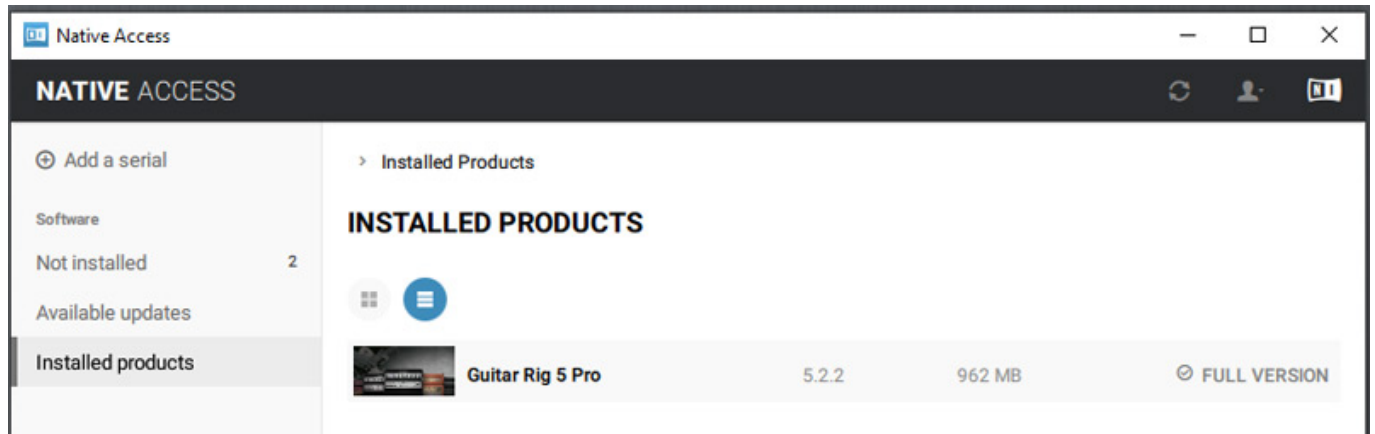 Native Access
NATIVE ACCESS
NI
Add a serial
Software
Not installed 2
Available updates
Installed products
> Installed Products
INSTALLED PRODUCTS
Guitar Rig 5 Pro 5.2.2 962 MB FULL VERSION